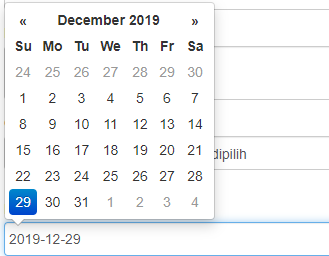 « December 2019 »
Su Mo Tu We Th Fr Sa
24 25 26 27 28 29 30
1 2 3 4 5 6 7
8 9 10 11 12 13 14
15 16 17 18 19 20 21
dipilih
22 23 24 25 26 27 28
29 30 31 1 2 3 4
2019-12-29